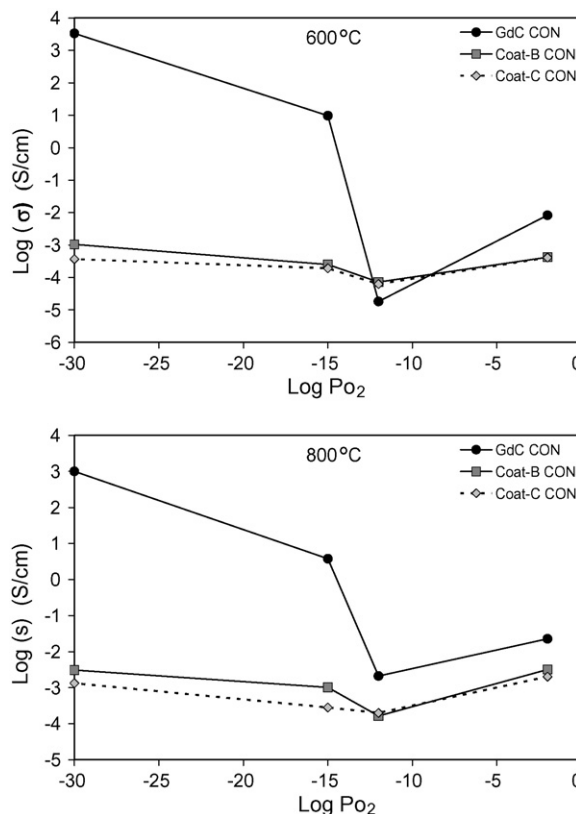 4
3
2
1
0
-1
-2
-3
-4
-5
-6
Log (σ) (S/cm)
600°C
GdC CON
Coat-B CON
Coat-C CON
-30 -25 -20 -15 -10 -5 0
Log Po₂
4
3
2
1
0
-1
-2
-3
-4
-5
Log (s) (S/cm)
800°C
GdC CON
Coat-B CON
Coat-C CON
-30 -25 -20 -15 -10 -5 0
Log Po₂